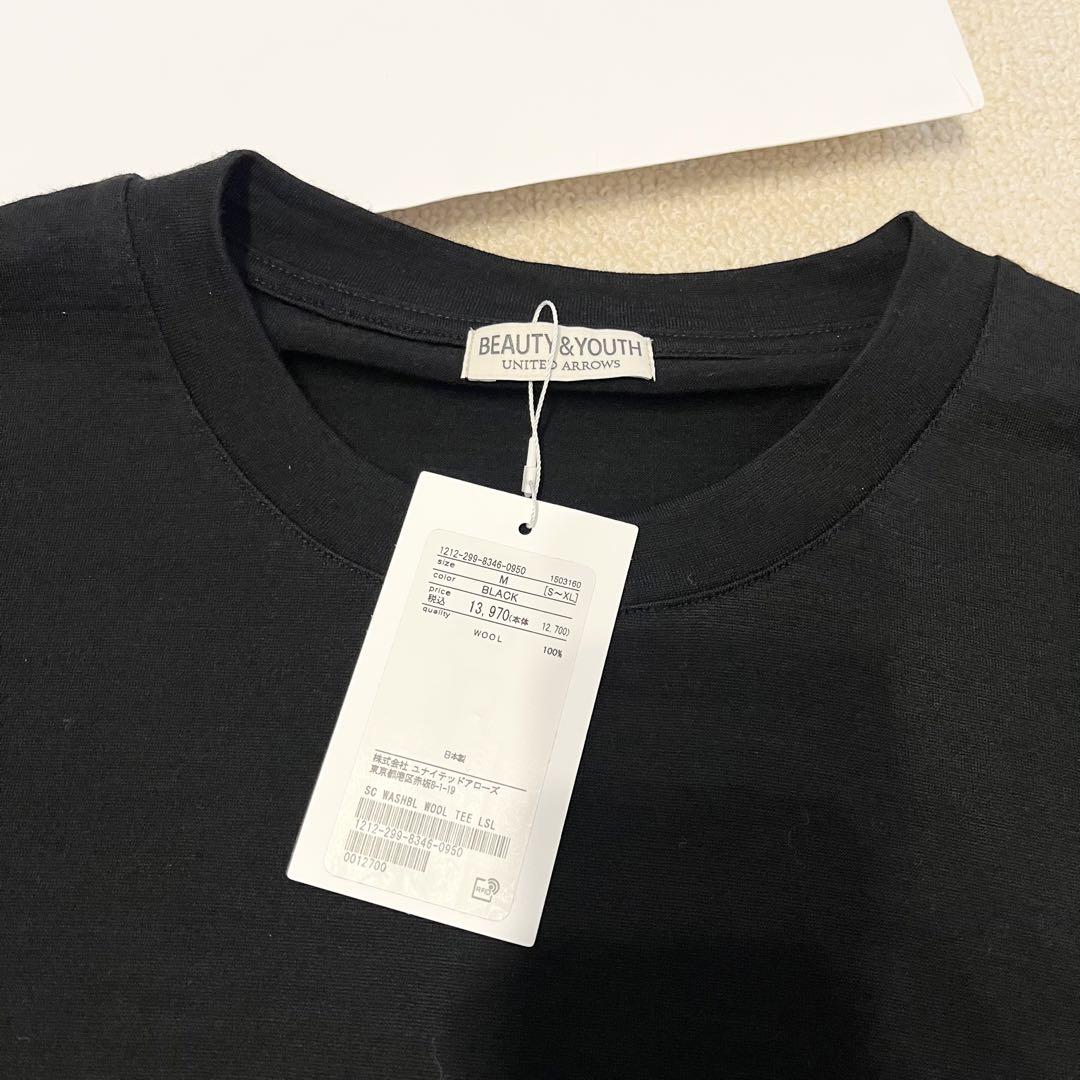 BEAUTY&YOUTH
UNITED ARROWS
1212-299-8346-0950
size M 1S03160
color BLACK [S〜XL]
price
税込 13,970(本体 12,700)
quality
WOOL 100%
日本製
株式会社 ユナイテッドアローズ
東京都港区赤坂8-1-19
SC WASHBL WOOL TEE LSL
1212-299-8346-0950
0012700
RFID